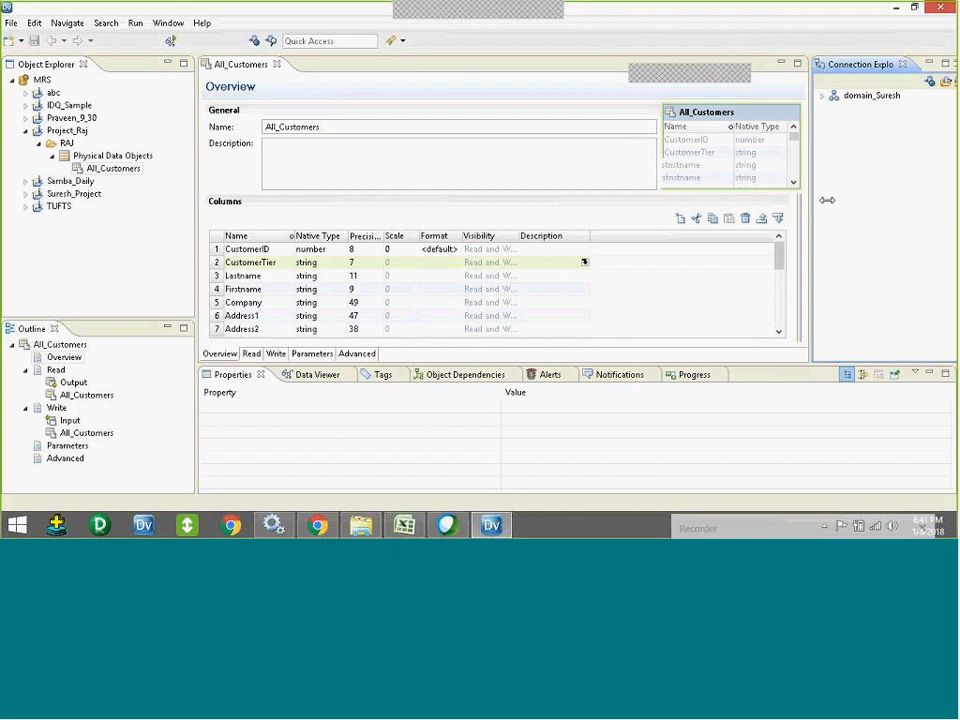 File Edit Navigate Search Run Window Help
Quick Access
Object Explorer
MRS
abc
IDQ_Sample
Praveen_9_30
Project_Raj
RAJ
Physical Data Objects
All_Customers
Samba_Daily
Suresh_Project
TUFTS
Outline
All_Customers
Overview
Read
Output
All_Customers
Write
Input
All_Customers
Parameters
Advanced
All_Customers
Overview
General
Name: All_Customers
Description:
All_Customers
Name Native Type
CustomerID number
CustomerTier string
string
string
Columns
Name Native Type Precisi... Scale Format Visibility Description
1 CustomerID number 8 0 <default> Read and W...
2 CustomerTier string 7 0 Read and W...
3 Lastname string 11 0 Read and W...
4 Firstname string 9 0 Read and W...
5 Company string 49 0 Read and W...
6 Address1 string 47 0 Read and W...
7 Address2 string 38 0 Read and W...
Overview Read Write Parameters Advanced
Connection Explo
domain_Suresh
Properties Data Viewer Tags Object Dependencies Alerts Notifications Progress
Property Value
Dv
Dv
Recorder
6:41 PM
1/6/2018